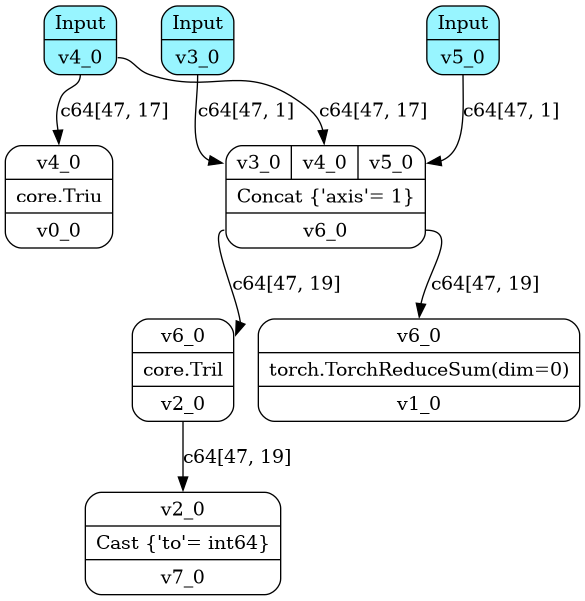 Input
v4_0
Input
v3_0
Input
v5_0
c64[47, 17]
c64[47, 1]
c64[47, 17]
c64[47, 1]
v4_0
core.Triu
v0_0
v3_0 v4_0 v5_0
Concat {'axis'= 1}
v6_0
c64[47, 19]
c64[47, 19]
v6_0
core.Tril
v2_0
v6_0
torch.TorchReduceSum(dim=0)
v1_0
c64[47, 19]
v2_0
Cast {'to'= int64}
v7_0